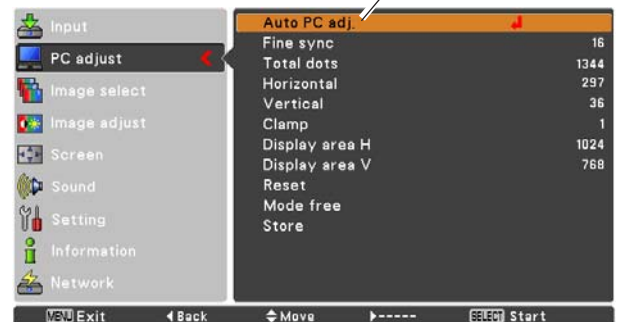 Input
PC adjust
Image select
Image adjust
Screen
Sound
Setting
Information
Network
Auto PC adj.
Fine sync 16
Total dots 1344
Horizontal 297
Vertical 36
Clamp 1
Display area H 1024
Display area V 768
Reset
Mode free
Store
MENU Exit ◀Back Move ▶----- SELECT Start